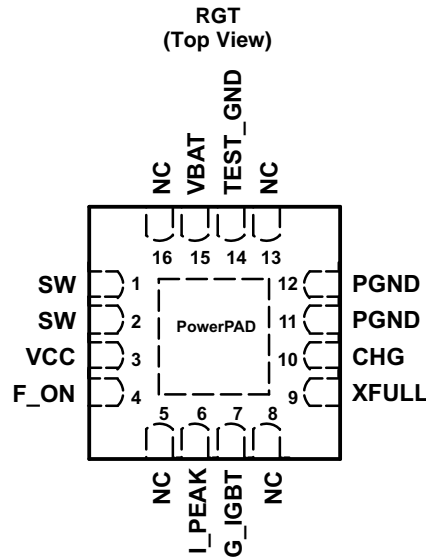 RGT
(Top View)
NC
VBAT
TEST_GND
NC
16
15
14
13
SW
1
SW
2
VCC
3
F_ON
4
PowerPAD
12
PGND
11
PGND
10
CHG
9
XFULL
5
6
7
8
NC
I_PEAK
G_IGBT
NC